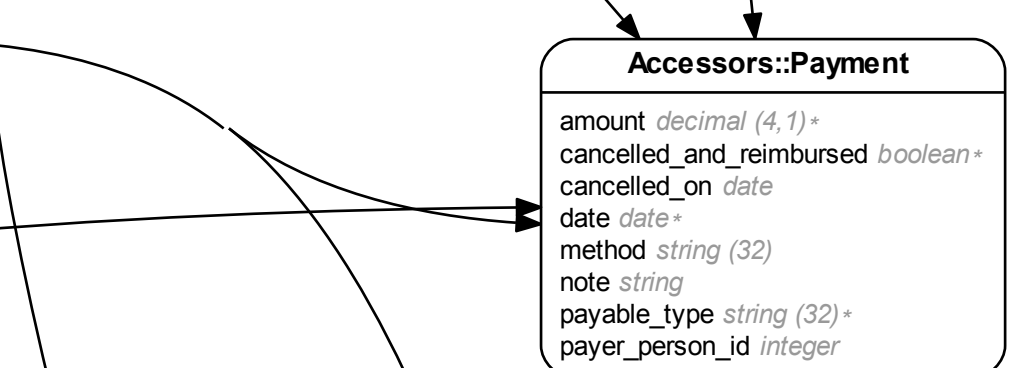 Accessors::Payment
amount decimal (4,1)*
cancelled_and_reimbursed boolean*
cancelled_on date
date date*
method string (32)
note string
payable_type string (32)*
payer_person_id integer